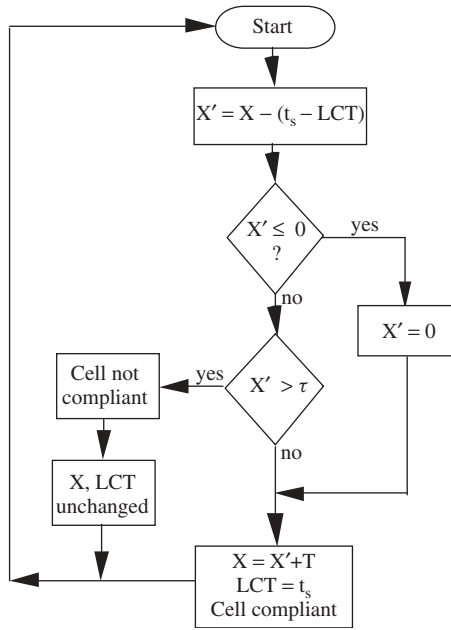 Start
X′ = X − (tₛ − LCT)
X′ ≤ 0
?
yes
no
X′ = 0
X′ > τ
yes
Cell not
compliant
no
X, LCT
unchanged
X = X′+T
LCT = tₛ
Cell compliant